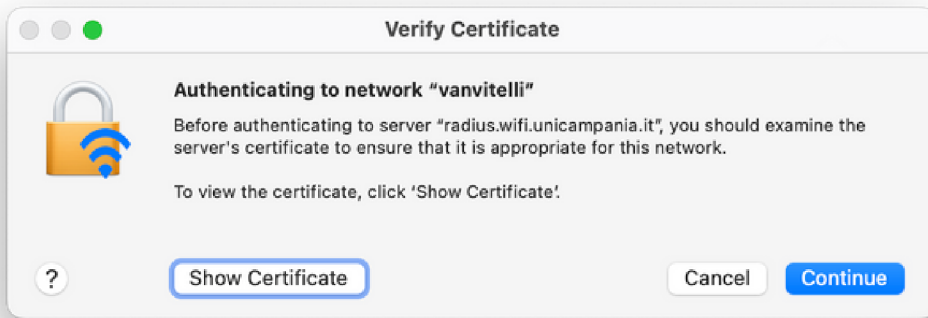 Verify Certificate
Authenticating to network “vanvitelli”
Before authenticating to server “radius.wifi.unicampania.it”, you should examine the
server's certificate to ensure that it is appropriate for this network.
To view the certificate, click ‘Show Certificate’.
?
Show Certificate
Cancel
Continue